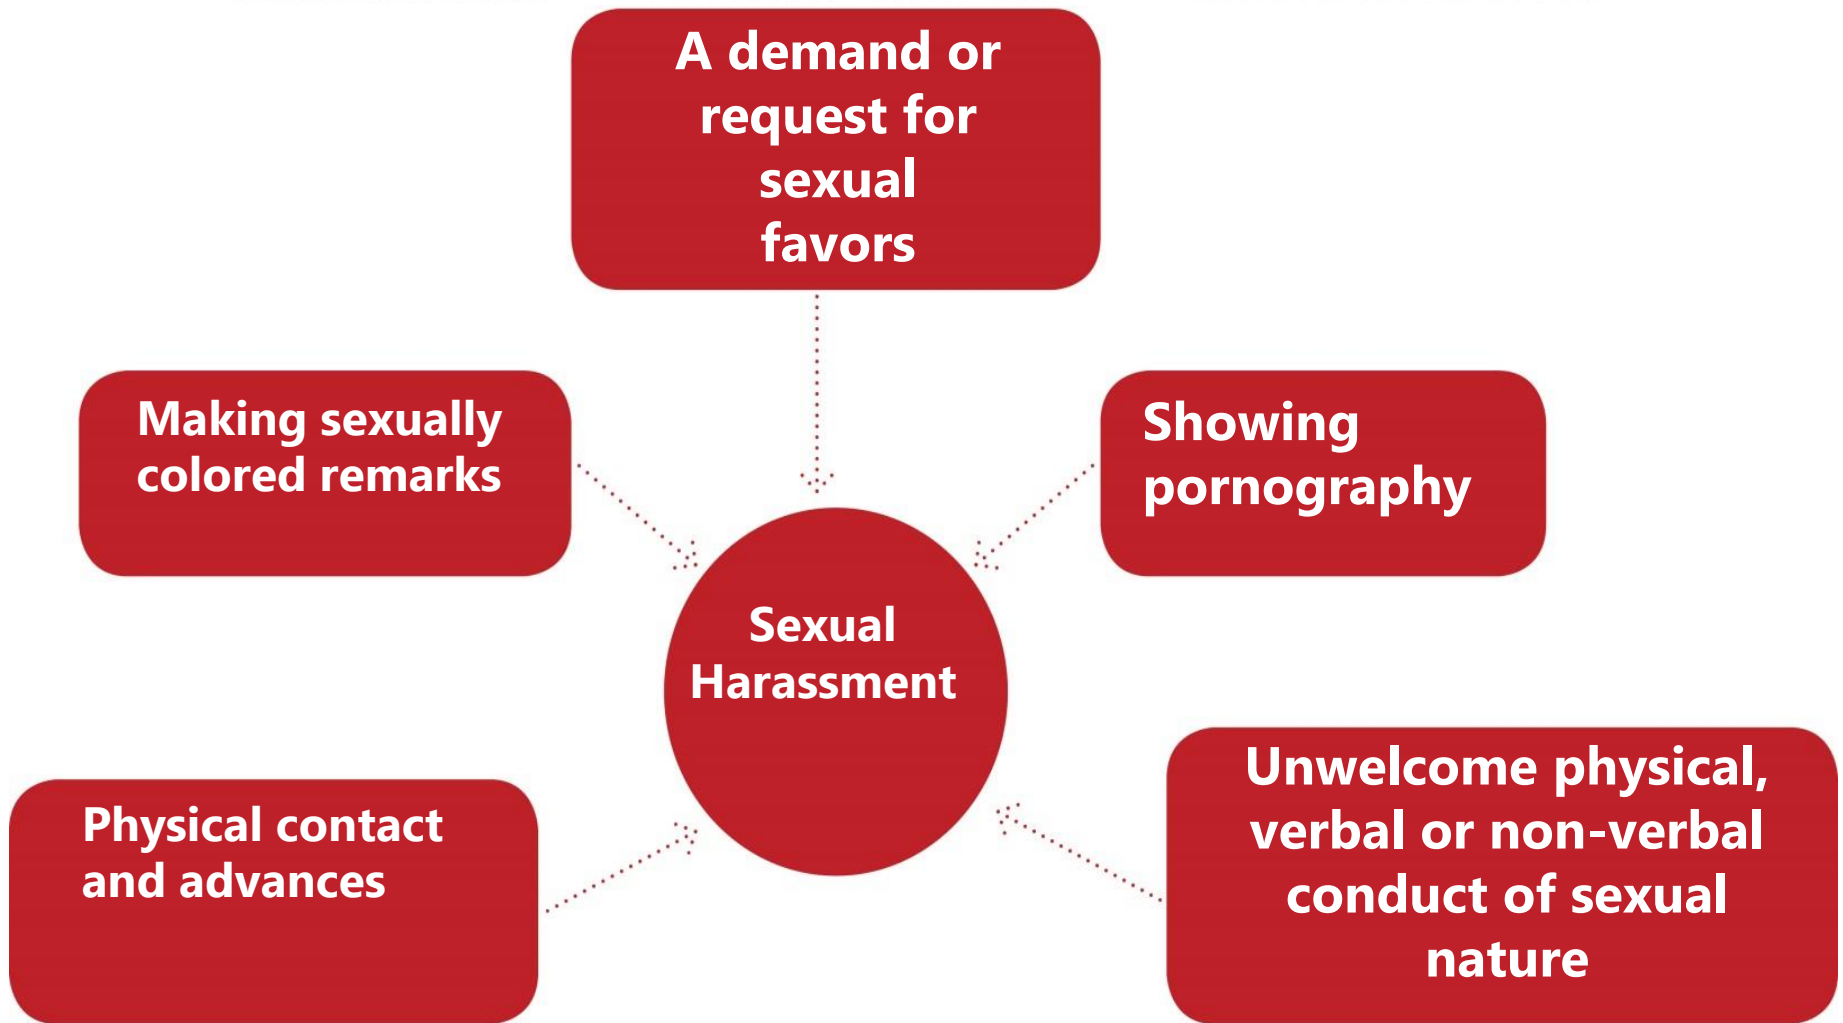 A demand or
request for
sexual
favors
Making sexually
colored remarks
Showing
pornography
Sexual
Harassment
Physical contact
and advances
Unwelcome physical,
verbal or non-verbal
conduct of sexual
nature